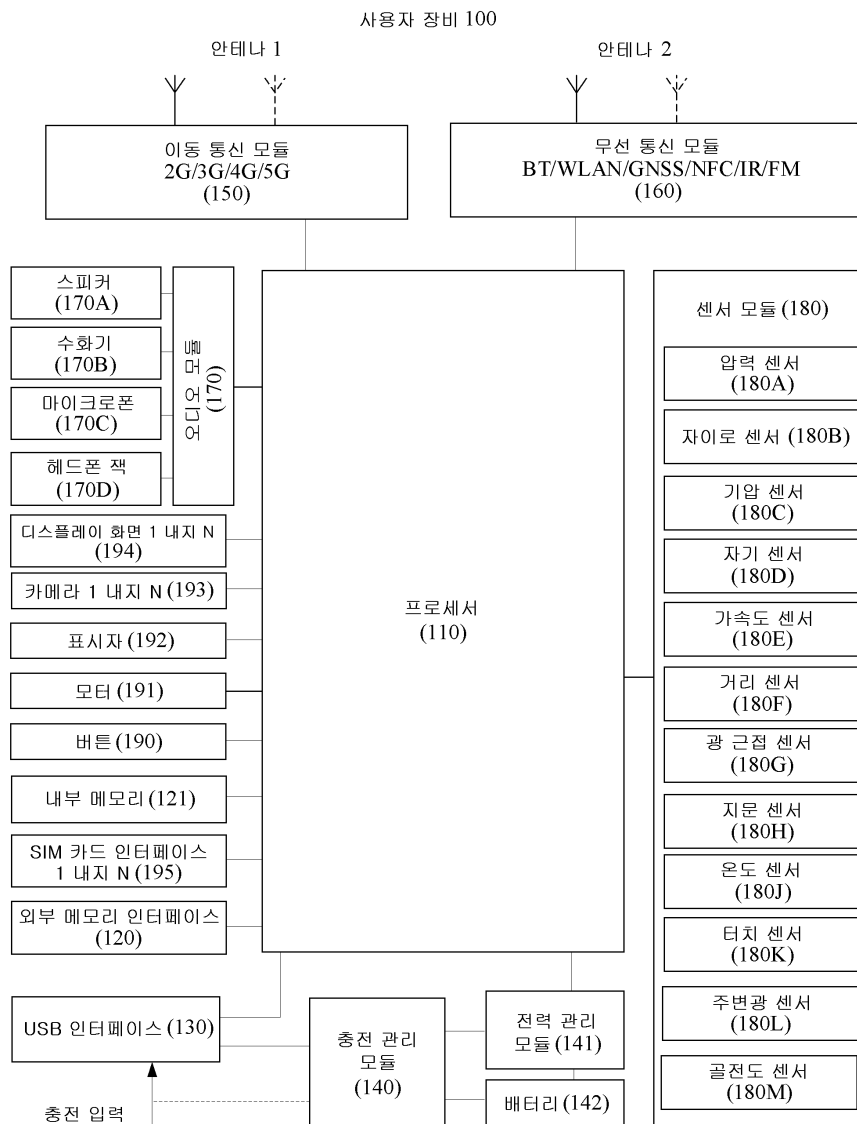 사용자 장비 100
안테나 1
안테나 2
이동 통신 모듈
2G/3G/4G/5G
(150)
무선 통신 모듈
BT/WLAN/GNSS/NFC/IR/FM
(160)
스피커
(170A)
수화기
(170B)
마이크로폰
(170C)
헤드폰 잭
(170D)
오디오 모듈
(170)
디스플레이 화면 1 내지 N
(194)
카메라 1 내지 N (193)
표시자 (192)
모터 (191)
버튼 (190)
내부 메모리 (121)
SIM 카드 인터페이스
1 내지 N (195)
외부 메모리 인터페이스
(120)
프로세서
(110)
센서 모듈 (180)
압력 센서
(180A)
자이로 센서 (180B)
기압 센서
(180C)
자기 센서
(180D)
가속도 센서
(180E)
거리 센서
(180F)
광 근접 센서
(180G)
지문 센서
(180H)
온도 센서
(180J)
터치 센서
(180K)
주변광 센서
(180L)
골전도 센서
(180M)
USB 인터페이스 (130)
충전 관리
모듈
(140)
전력 관리
모듈 (141)
배터리 (142)
충전 입력